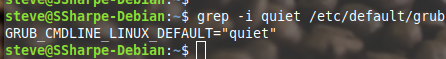 steve@SSharpe-Debian:~$ grep -i quiet /etc/default/grub
GRUB_CMDLINE_LINUX_DEFAULT="quiet"
steve@SSharpe-Debian:~$